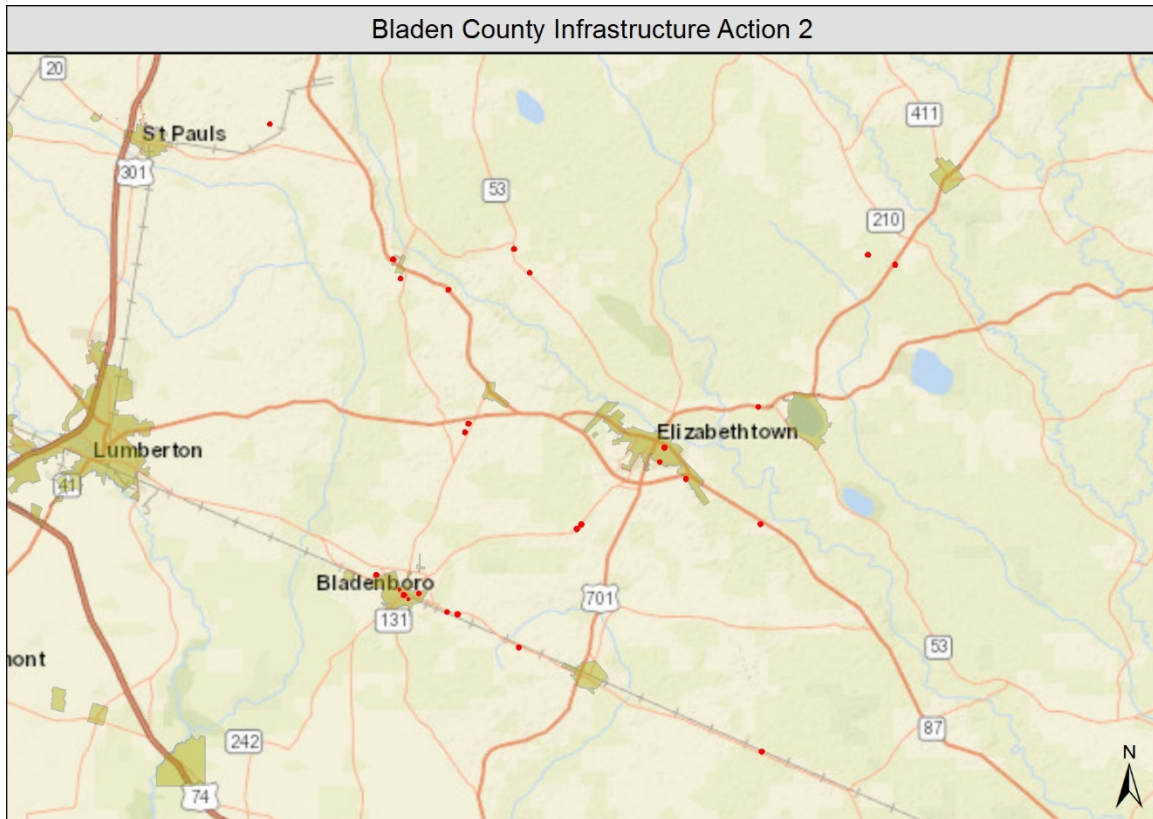 Bladen County Infrastructure Action 2
20
St Pauls
411
301
53
210
Elizabethtown
Lumberton
41
Bladenboro
701
131
mont
53
242
87
74
N